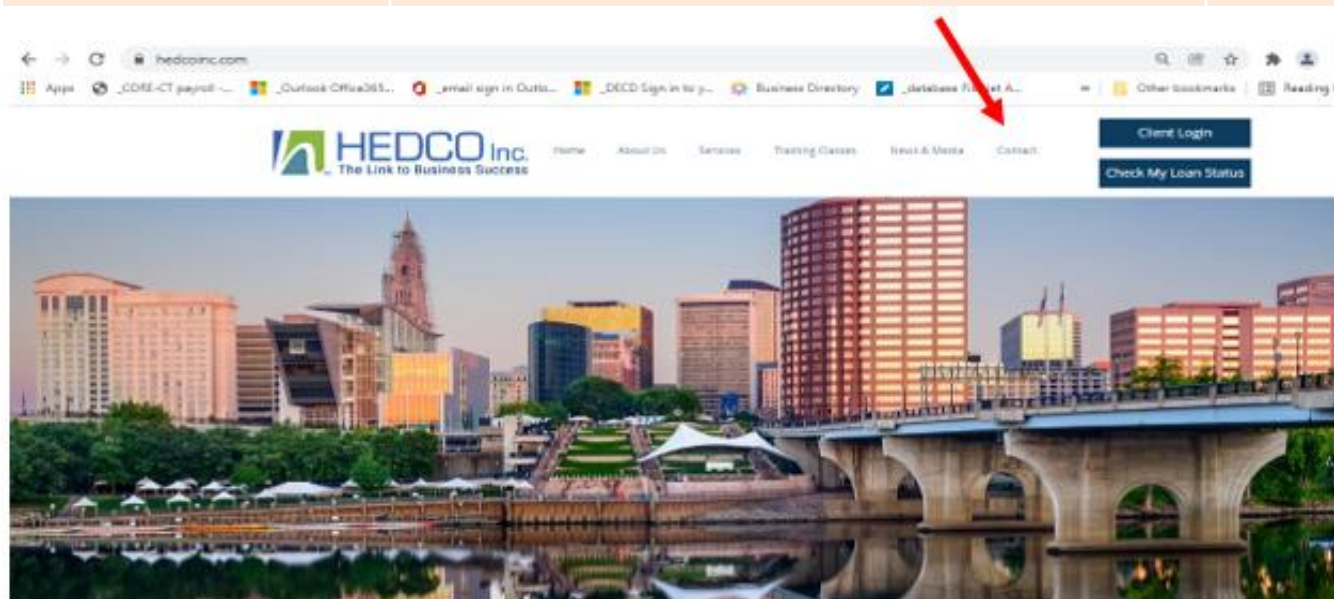 hedcoinc.com
Apps _CORE-CT payroll -... _Outlook Office365... _email sign in Outlo... _DECD Sign in to y... Business Directory Other bookmarks Reading
HEDCO Inc.
The Link to Business Success
Home About Us Services Training Classes News & Media Contact
Client Login
Check My Loan Status